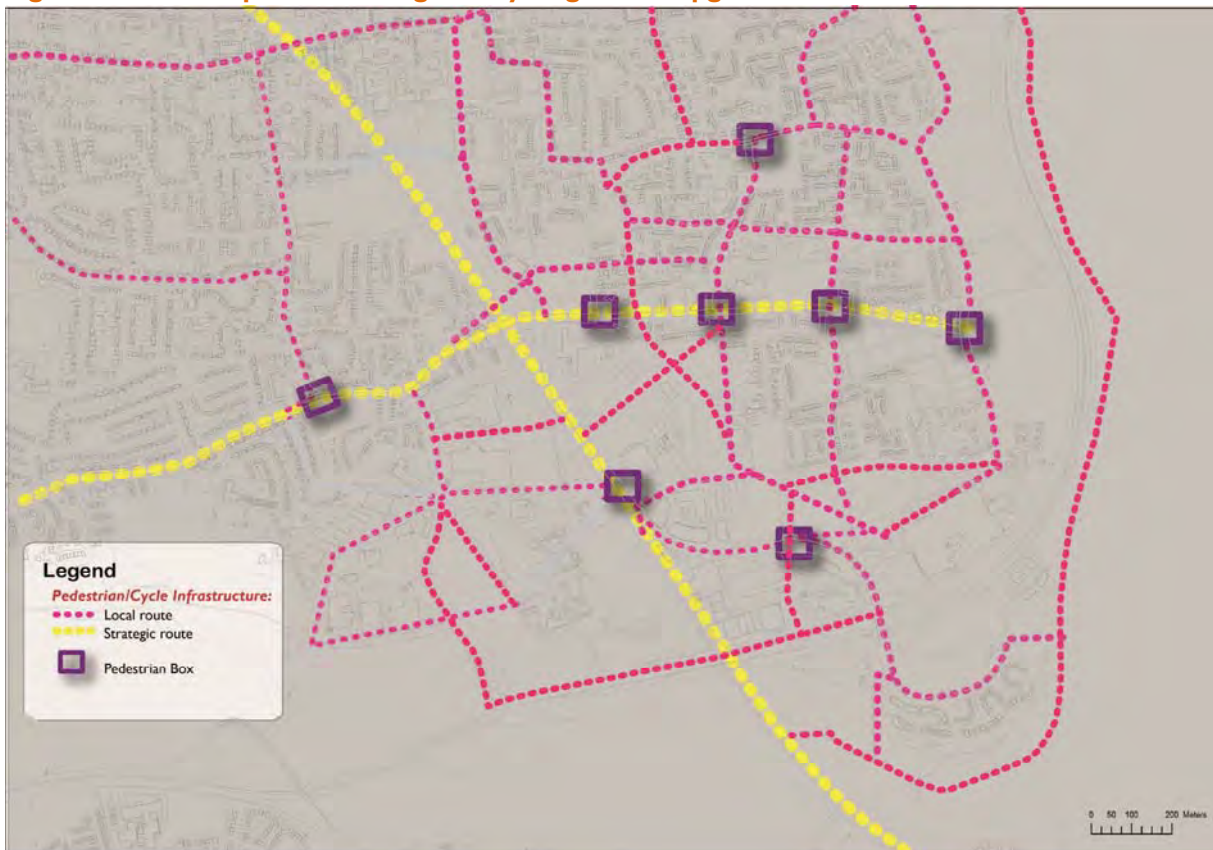 Legend
Pedestrian/Cycle Infrastructure:
Local route
Strategic route
Pedestrian Box
0 50 100 200 Meters